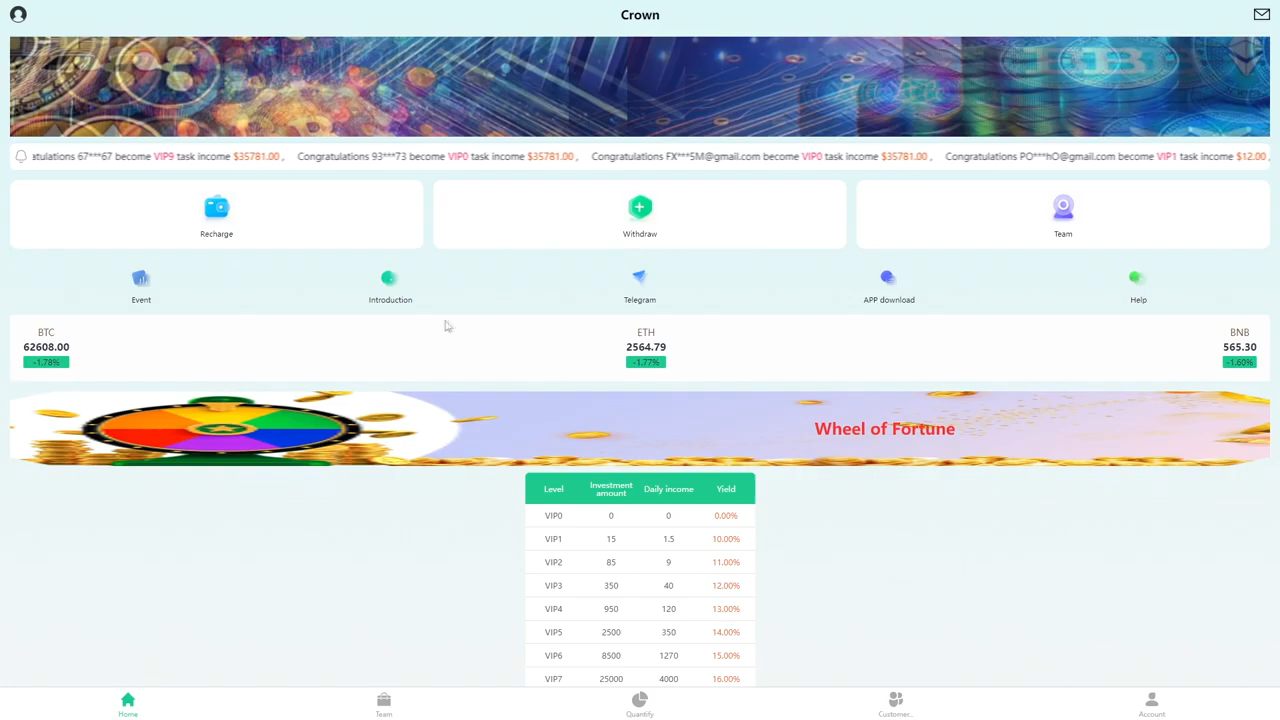 Crown
atulations 67***67 become VIP9 task income $35781.00 , Congratulations 93***73 become VIP0 task income $35781.00 , Congratulations FX***5M@gmail.com become VIP0 task income $35781.00 , Congratulations PO***hO@gmail.com become VIP1 task income $12.00 ,
Recharge Withdraw Team
Event Introduction Telegram APP download Help
BTC ETH BNB
62608.00 2564.79 565.30
-1.78% -1.77% -1.60%
Wheel of Fortune
Level Investment amount Daily income Yield
VIP0 0 0 0.00%
VIP1 15 1.5 10.00%
VIP2 85 9 11.00%
VIP3 350 40 12.00%
VIP4 950 120 13.00%
VIP5 2500 350 14.00%
VIP6 8500 1270 15.00%
VIP7 25000 4000 16.00%
Home Team Quantify Customer... Account